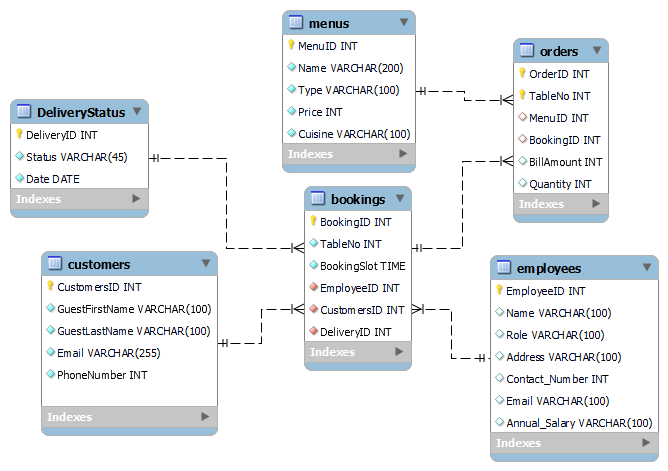 menus
MenuID INT
Name VARCHAR(200)
Type VARCHAR(100)
Price INT
Cuisine VARCHAR(100)
Indexes
orders
OrderID INT
TableNo INT
MenuID INT
BookingID INT
BillAmount INT
Quantity INT
Indexes
DeliveryStatus
DeliveryID INT
Status VARCHAR(45)
Date DATE
Indexes
bookings
BookingID INT
TableNo INT
BookingSlot TIME
EmployeeID INT
CustomersID INT
DeliveryID INT
Indexes
customers
CustomersID INT
GuestFirstName VARCHAR(100)
GuestLastName VARCHAR(100)
Email VARCHAR(255)
PhoneNumber INT
Indexes
employees
EmployeeID INT
Name VARCHAR(100)
Role VARCHAR(100)
Address VARCHAR(100)
Contact_Number INT
Email VARCHAR(100)
Annual_Salary VARCHAR(100)
Indexes